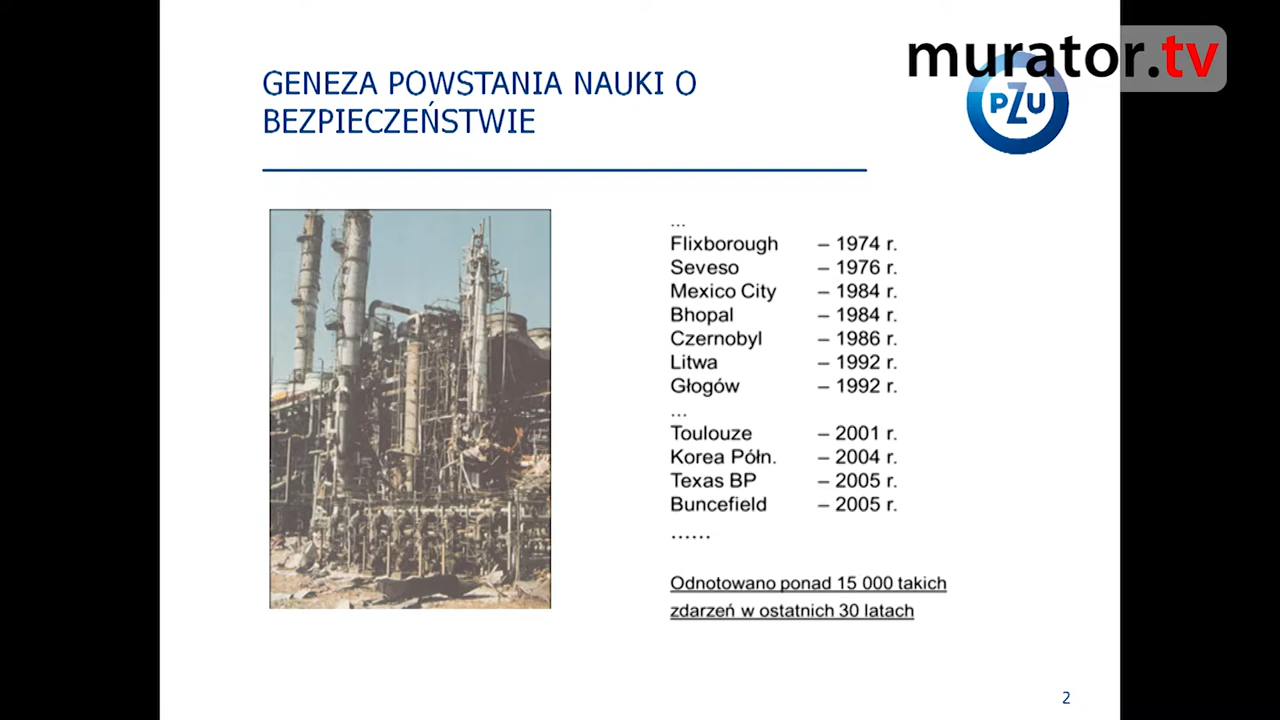 murator.tv
GENEZA POWSTANIA NAUKI O
BEZPIECZEŃSTWIE
PZU
...
Flixborough – 1974 r.
Seveso – 1976 r.
Mexico City – 1984 r.
Bhopal – 1984 r.
Czernobyl – 1986 r.
Litwa – 1992 r.
Głogów – 1992 r.
...
Toulouze – 2001 r.
Korea Półn. – 2004 r.
Texas BP – 2005 r.
Buncefield – 2005 r.
......
Odnotowano ponad 15 000 takich
zdarzeń w ostatnich 30 latach
2